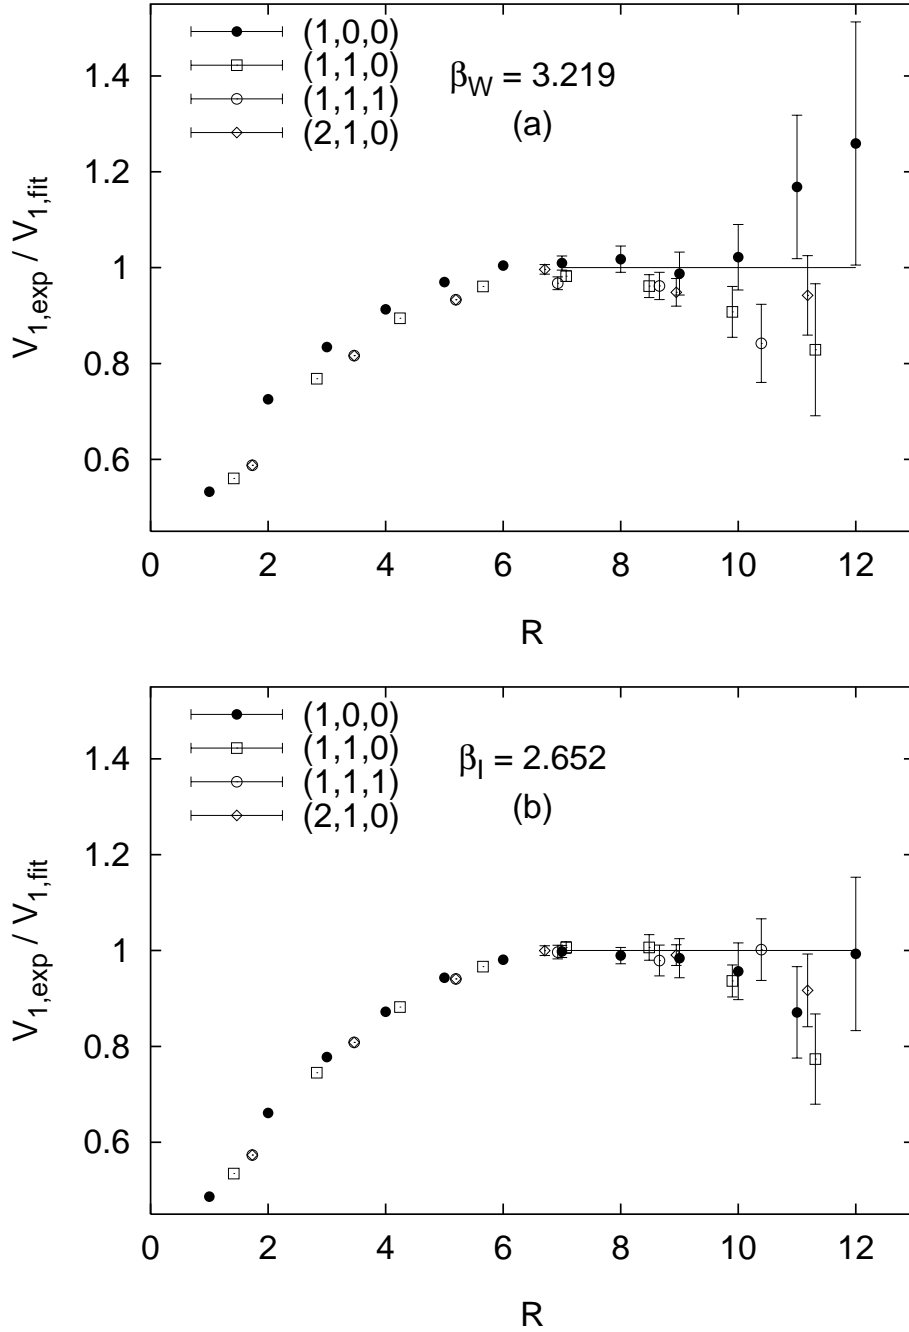 (1,0,0)
(1,1,0)
(1,1,1)
(2,1,0)
β_W = 3.219
(a)
V_1,exp / V_1,fit
1.4
1.2
1
0.8
0.6
0 2 4 6 8 10 12
R
(1,0,0)
(1,1,0)
(1,1,1)
(2,1,0)
β_I = 2.652
(b)
V_1,exp / V_1,fit
1.4
1.2
1
0.8
0.6
0 2 4 6 8 10 12
R